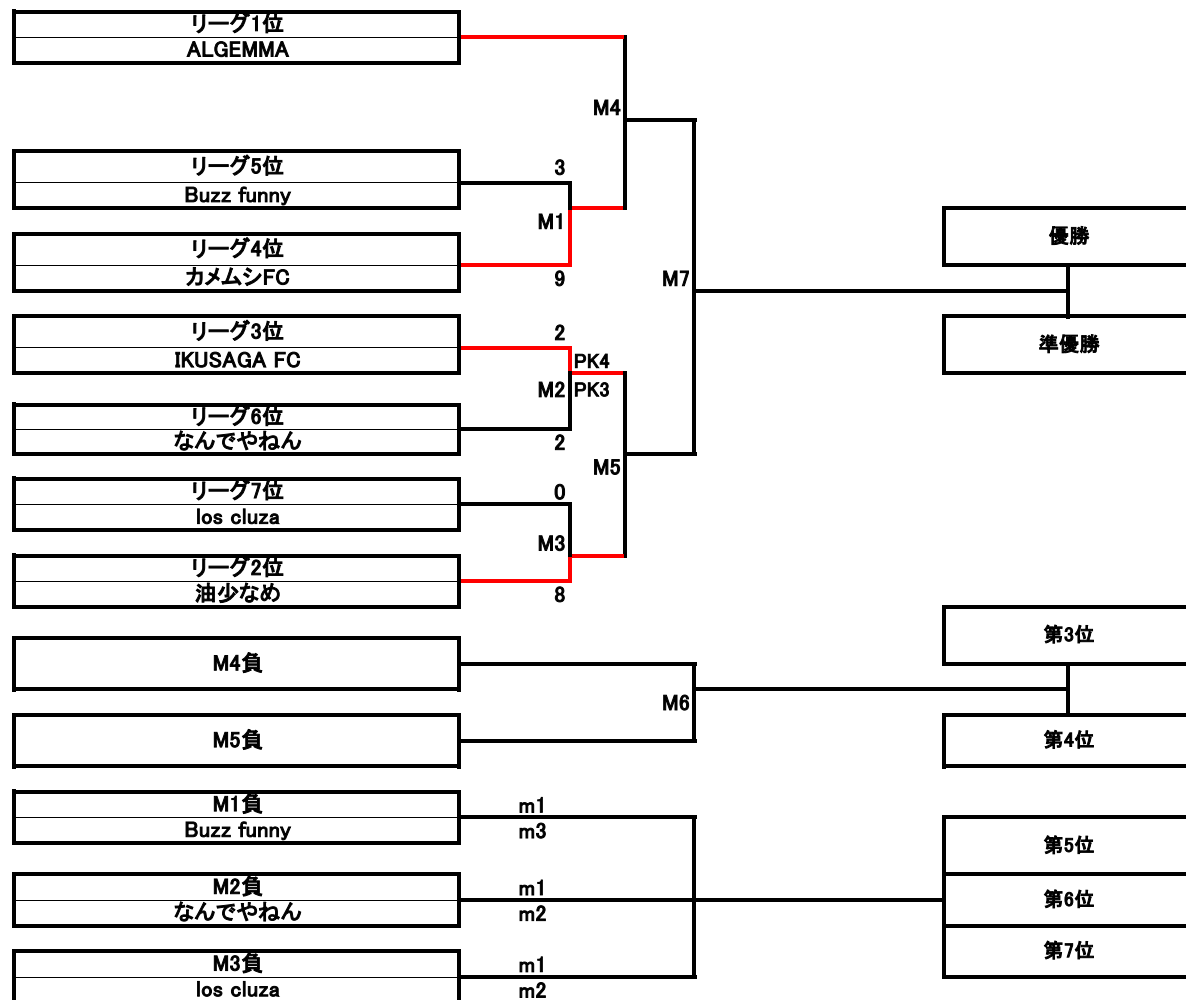 リーグ1位
ALGEMMA
M4
リーグ5位
3
Buzz funny
M1
リーグ4位
カメムシFC
9
M7
優勝
準優勝
リーグ3位
2
IKUSAGA FC
PK4
M2
PK3
リーグ6位
なんでやねん
2
M5
リーグ7位
0
los cluza
M3
リーグ2位
油少なめ
8
M4負
M6
M5負
第3位
第4位
M1負
m1
Buzz funny
m3
M2負
m1
なんでやねん
m2
M3負
m1
los cluza
m2
第5位
第6位
第7位